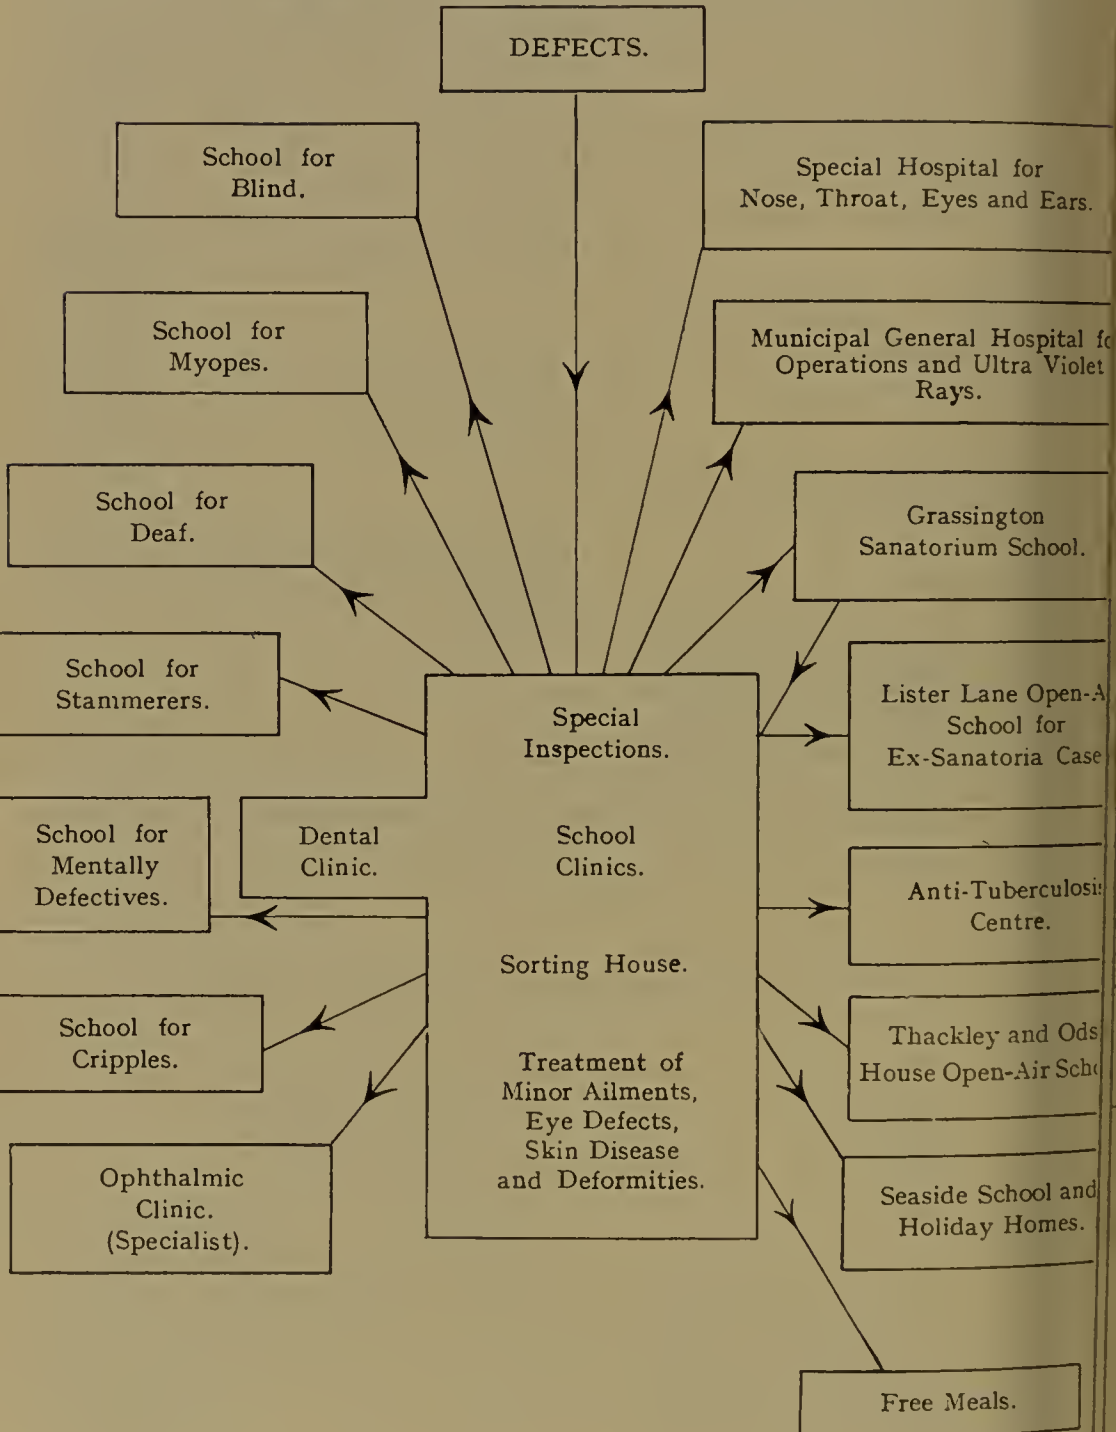 DEFECTS.
School for
Blind.
Special Hospital for
Nose, Throat, Eyes and Ears.
School for
Myopes.
Municipal General Hospital
Operations and Ultra Violet
Rays.
School for
Deaf.
Grassington
Sanatorium School.
School for
Stammerers.
Special
Inspections.
Lister Lane
School for
Ex-Sanatoria
School for
Mentally
Defectives.
Dental
Clinic.
School
Clinics.
Anti-Tuberculosis
Centre.
Sorting House.
School for
Cripples.
Thackley and
House Open-Air
Treatment of
Minor Ailments,
Eye Defects,
Skin Disease
and Deformities.
Ophthalmic
Clinic.
(Specialist).
Seaside School and
Holiday Homes.
Free Meals.